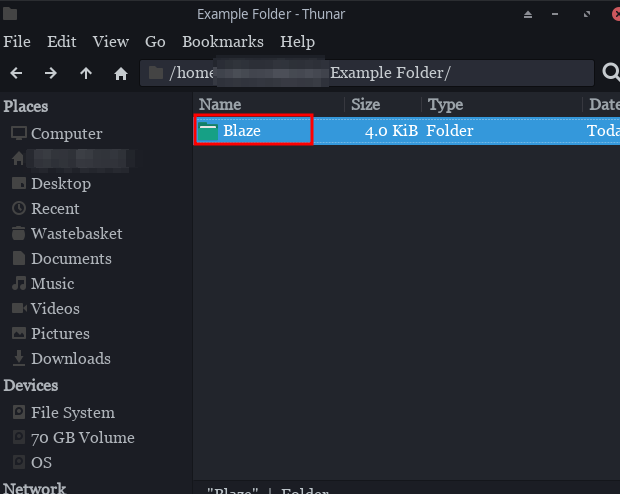 Example Folder - Thunar
File Edit View Go Bookmarks Help
/home Example Folder/
Places
Name Size Type Date
Computer
Blaze 4.0 KiB Folder Toda
Desktop
Recent
Wastebasket
Documents
Music
Videos
Pictures
Downloads
Devices
File System
70 GB Volume
OS
Network
"Blaze" | Folder